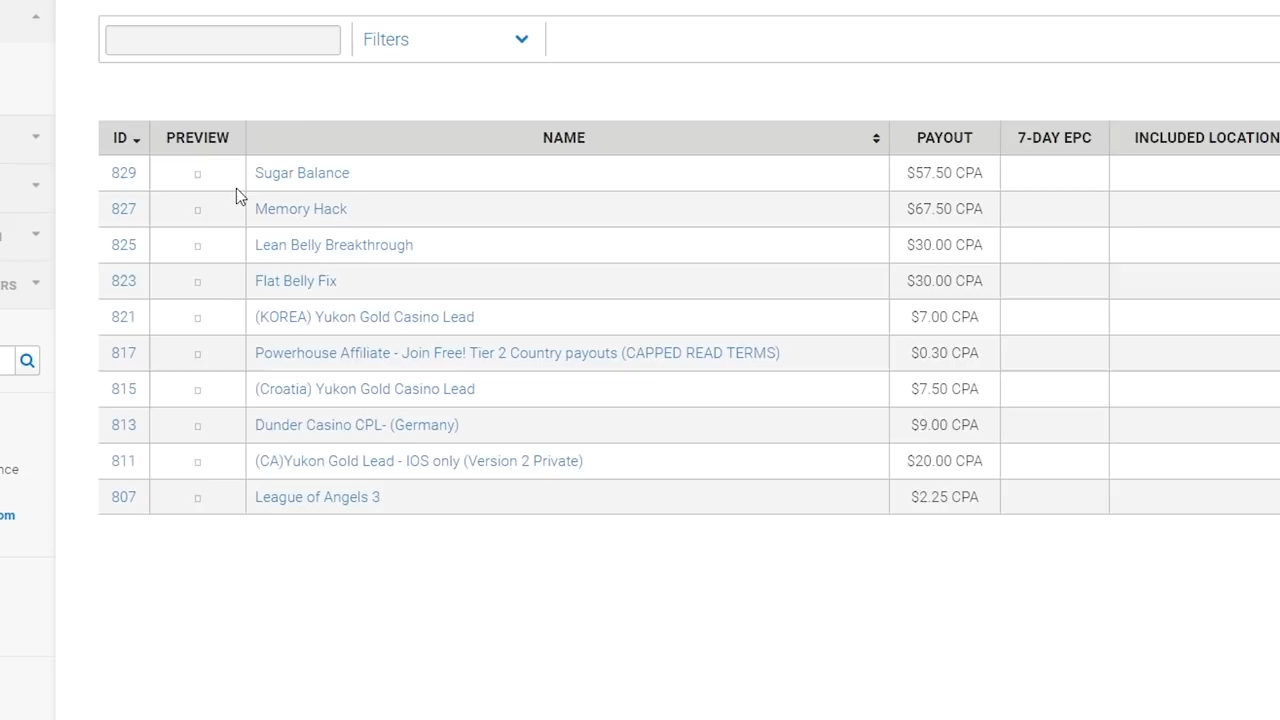 Filters
ID PREVIEW NAME PAYOUT 7-DAY EPC INCLUDED LOCATION
829 Sugar Balance $57.50 CPA
827 Memory Hack $67.50 CPA
825 Lean Belly Breakthrough $30.00 CPA
823 Flat Belly Fix $30.00 CPA
RS
821 (KOREA) Yukon Gold Casino Lead $7.00 CPA
817 Powerhouse Affiliate - Join Free! Tier 2 Country payouts (CAPPED READ TERMS) $0.30 CPA
815 (Croatia) Yukon Gold Casino Lead $7.50 CPA
813 Dunder Casino CPL- (Germany) $9.00 CPA
811 (CA)Yukon Gold Lead - IOS only (Version 2 Private) $20.00 CPA
nce
807 League of Angels 3 $2.25 CPA
om